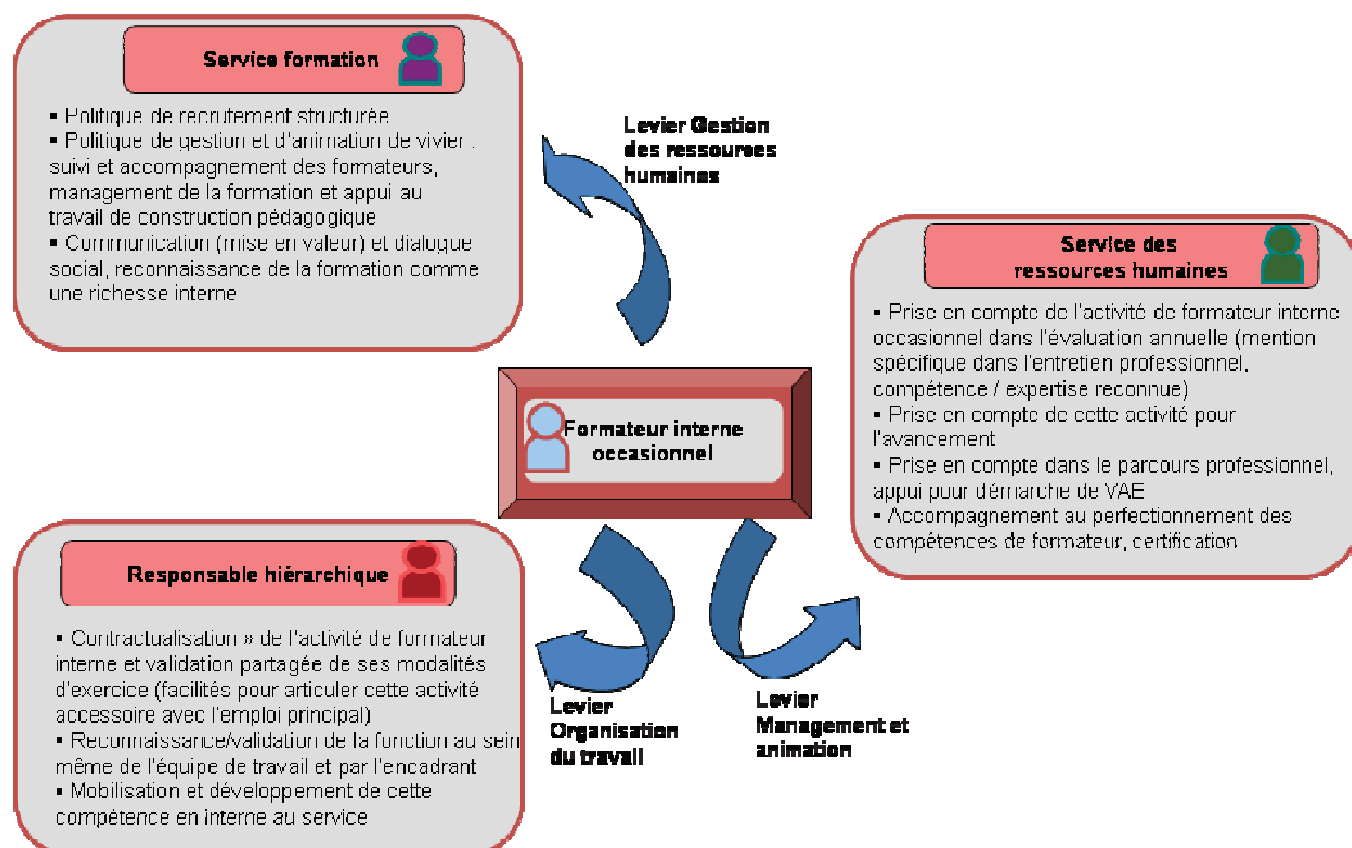 Service formation
▪ Politique de recrutement structurée
▪ Politique de gestion et d'animation de vivier :
suivi et accompagnement des formateurs,
management de la formation et appui au
travail de construction pédagogique
▪ Communication (mise en valeur) et dialogue
social, reconnaissance de la formation comme
une richesse interne
Levier Gestion
des ressources
humaines
Service des
ressources humaines
▪ Prise en compte de l'activité de formateur interne
occasionnel dans l'évaluation annuelle (mention
spécifique dans l'entretien professionnel,
compétence / expertise reconnue)
▪ Prise en compte de cette activité pour
l'avancement
▪ Prise en compte dans le parcours professionnel,
appui pour démarche de VAE
▪ Accompagnement au perfectionnement des
compétences de formateur, certification
Formateur interne
occasionnel
Responsable hiérarchique
▪ Contractualisation » de l'activité de formateur
interne et validation partagée de ses modalités
d'exercice (facilités pour articuler cette activité
accessoire avec l'emploi principal)
▪ Reconnaissance/validation de la fonction au sein
même de l'équipe de travail et par l'encadrant
▪ Mobilisation et développement de cette
compétence en interne au service
Levier
Organisation
du travail
Levier
Management et
animation